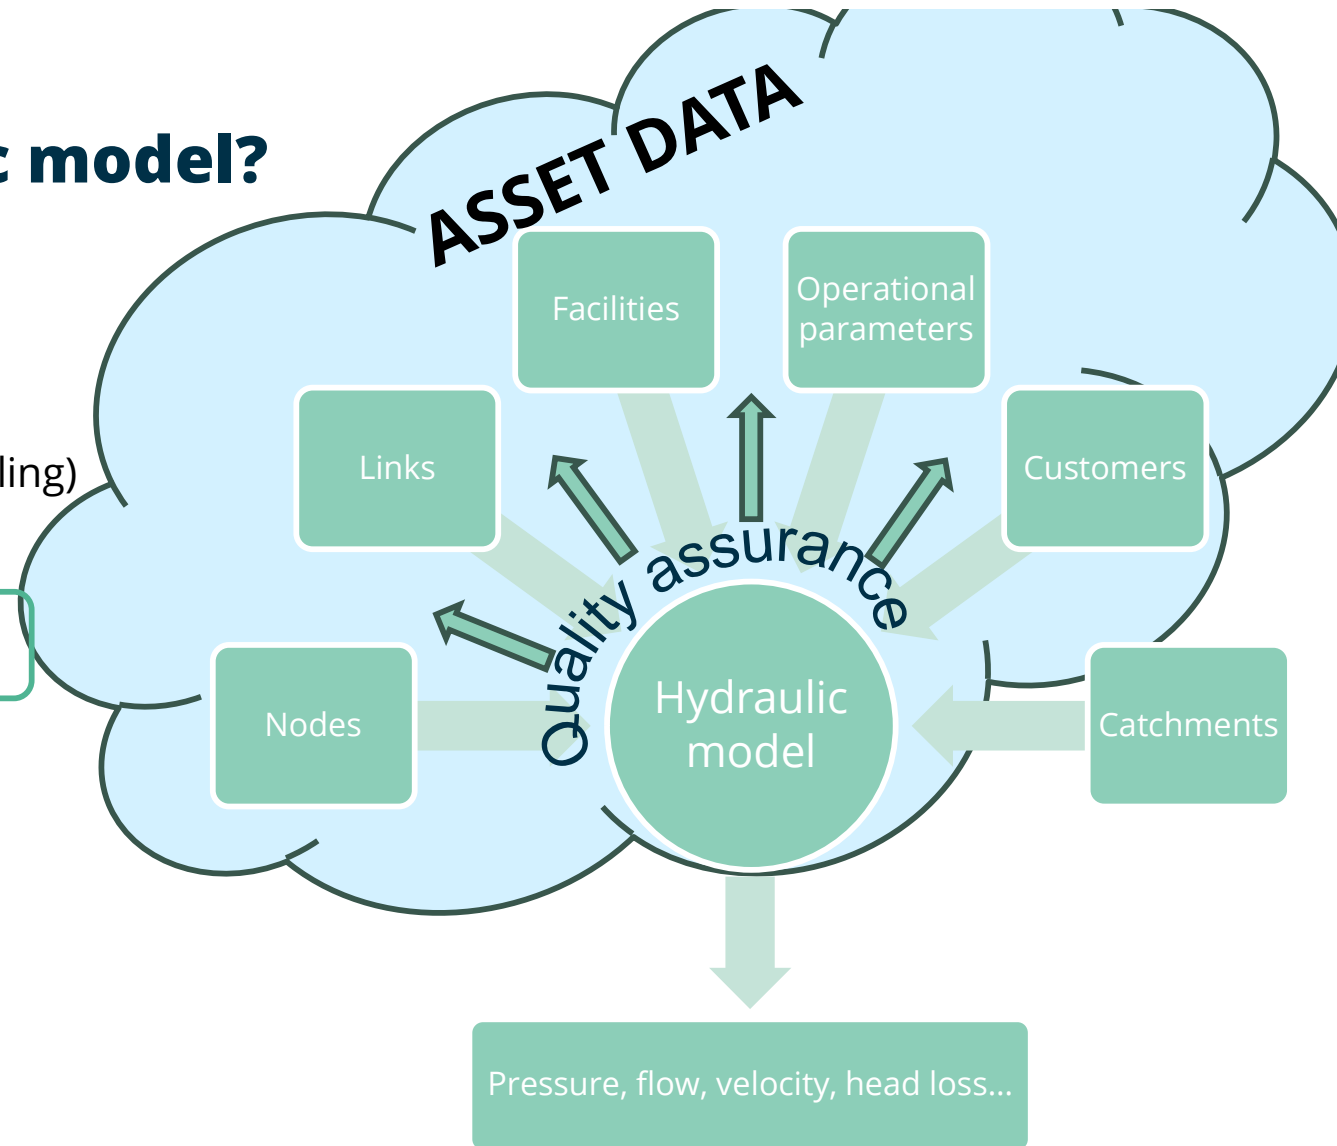 c model?
ASSET DATA
Facilities
Operational
parameters
Links
Customers
ling)
Quality assurance
Nodes
Hydraulic
model
Catchments
Pressure, flow, velocity, head loss...